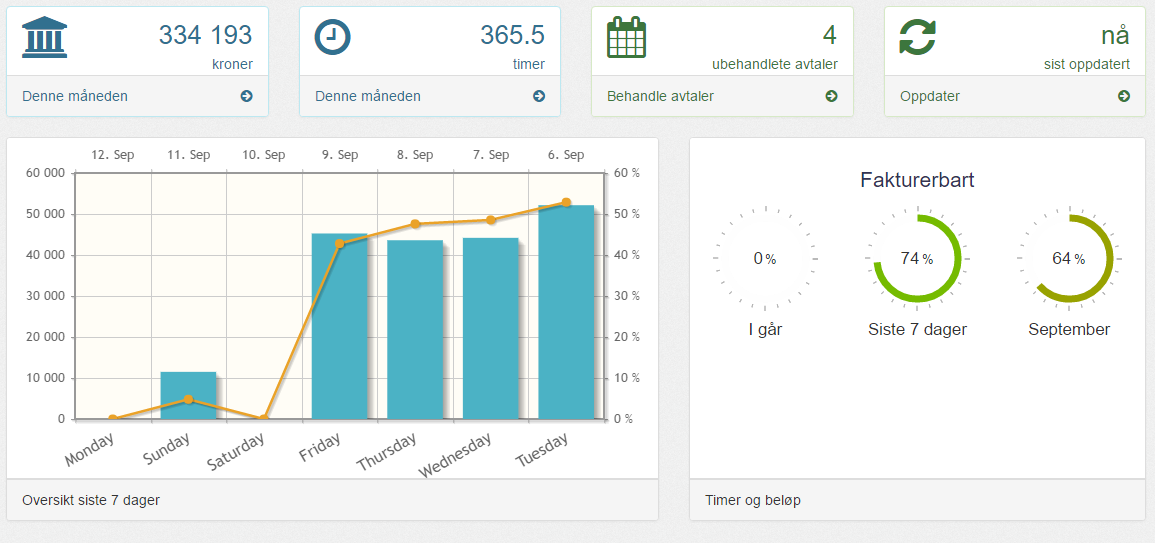 334 193
kroner
Denne måneden
365.5
timer
Denne måneden
4
ubehandlete avtaler
Behandle avtaler
nå
sist oppdatert
Oppdater
12. Sep 11. Sep 10. Sep 9. Sep 8. Sep 7. Sep 6. Sep
60 000 60 %
50 000 50 %
40 000 40 %
30 000 30 %
20 000 20 %
10 000 10 %
0 0 %
Monday Sunday Saturday Friday Thursday Wednesday Tuesday
Oversikt siste 7 dager
Fakturerbart
0 % 74 % 64 %
I går Siste 7 dager September
Timer og beløp